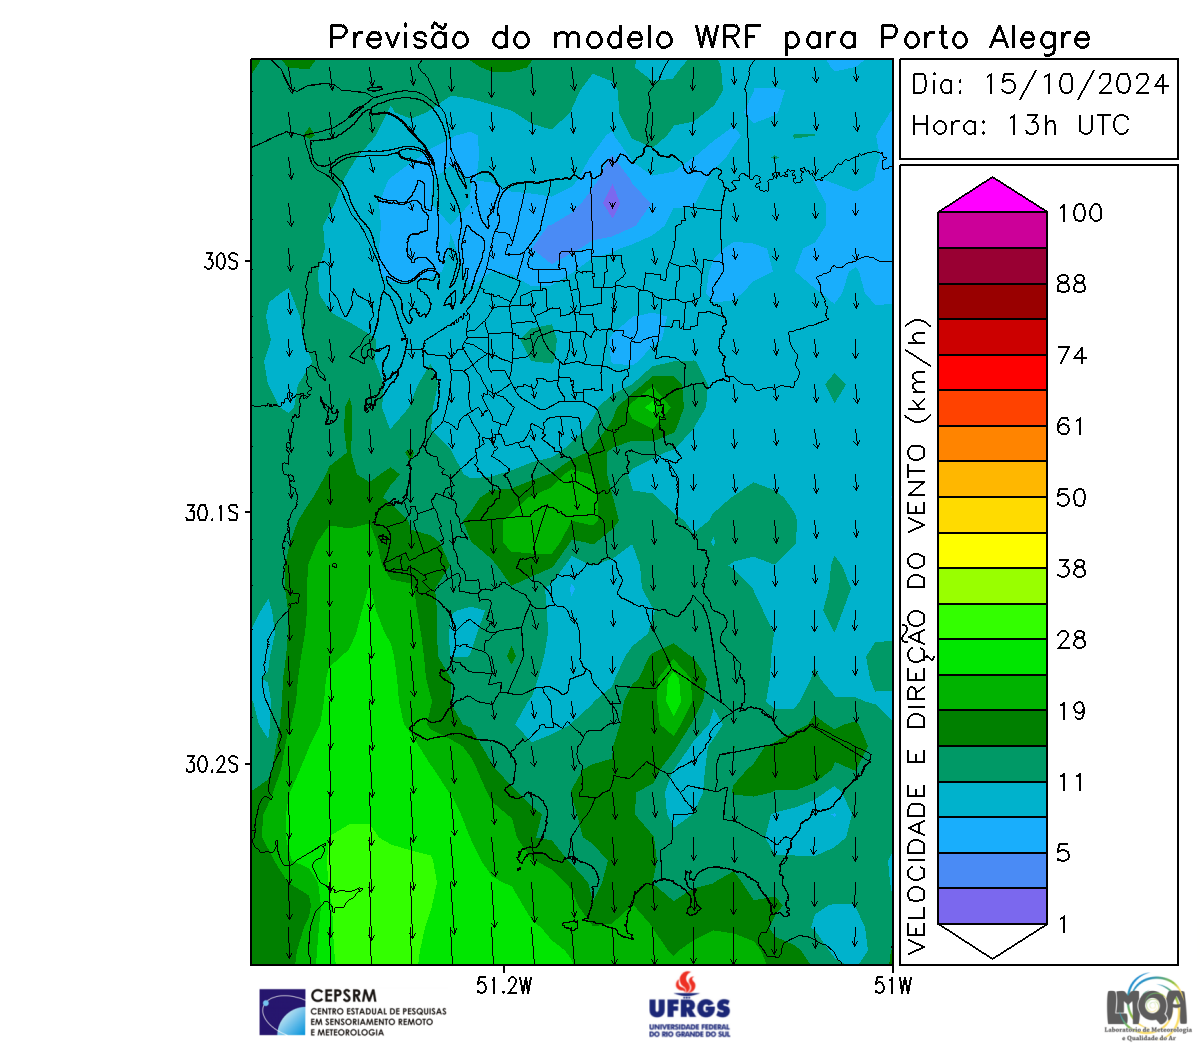 Previsão do modelo WRF para Porto Alegre
Dia: 15/10/2024
Hora: 13h UTC
30S
30.1S
30.2S
51.2W
51W
VELOCIDADE E DIREÇÃO DO VENTO (km/h)
100
88
74
61
50
38
28
19
11
5
1
CEPSRM
CENTRO ESTADUAL DE PESQUISAS
EM SENSORIAMENTO REMOTO
E METEOROLOGIA
UFRGS
UNIVERSIDADE FEDERAL
DO RIO GRANDE DO SUL
LMQA
Laboratório de Meteorologia
e Qualidade do Ar